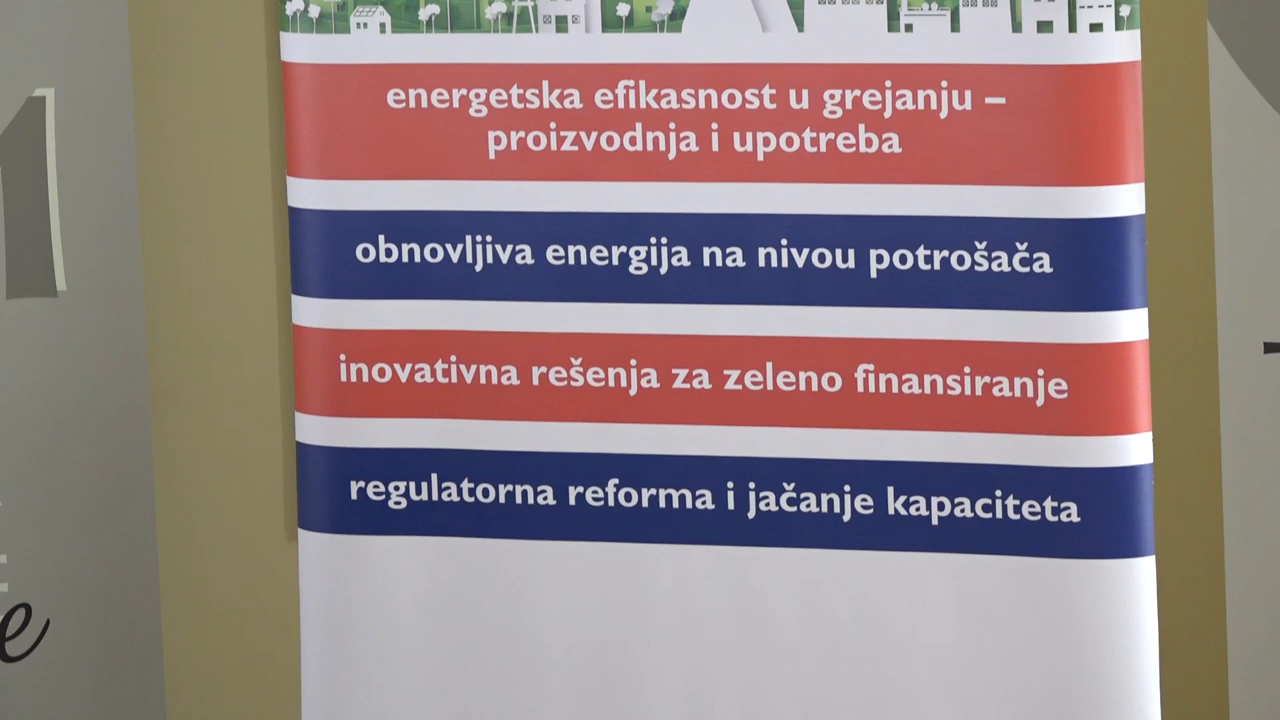 energetska efikasnost u grejanju –
proizvodnja i upotreba
obnovljiva energija na nivou potrošača
inovativna rešenja za zeleno finansiranje
regulatorna reforma i jačanje kapaciteta